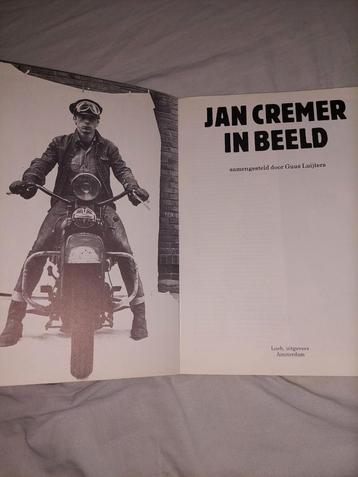 JAN CREMER
IN BEELD
samengesteld door Guus Luijters
Loeb, uitgevers
Amsterdam